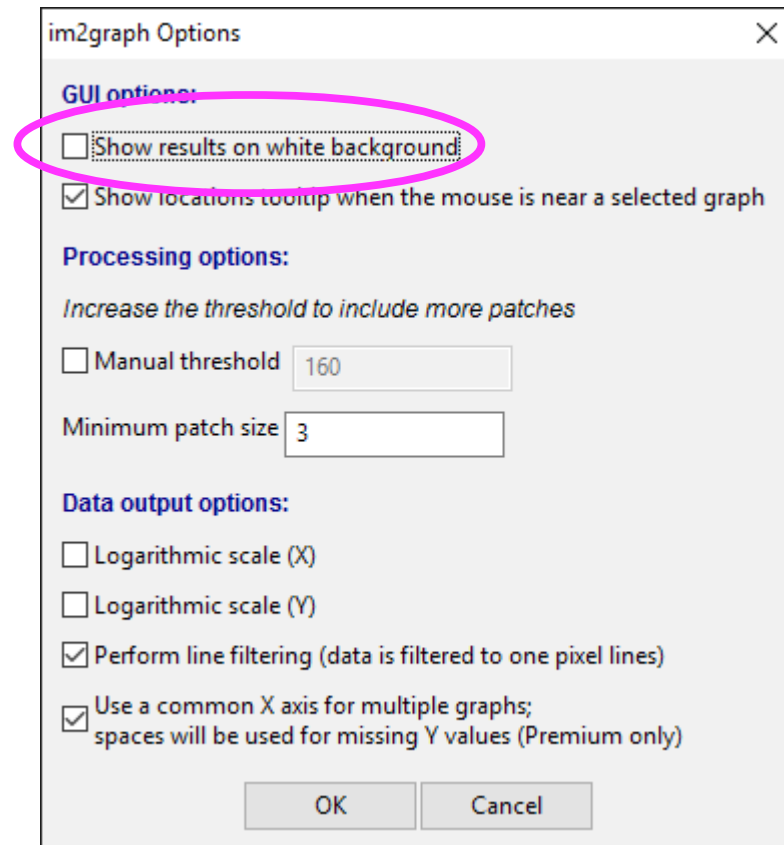 im2graph Options
GUI options:
Show results on white background
Show locations tooltip when the mouse is near a selected graph
Processing options:
Increase the threshold to include more patches
Manual threshold 160
Minimum patch size 3
Data output options:
Logarithmic scale (X)
Logarithmic scale (Y)
Perform line filtering (data is filtered to one pixel lines)
Use a common X axis for multiple graphs;
spaces will be used for missing Y values (Premium only)
OK Cancel